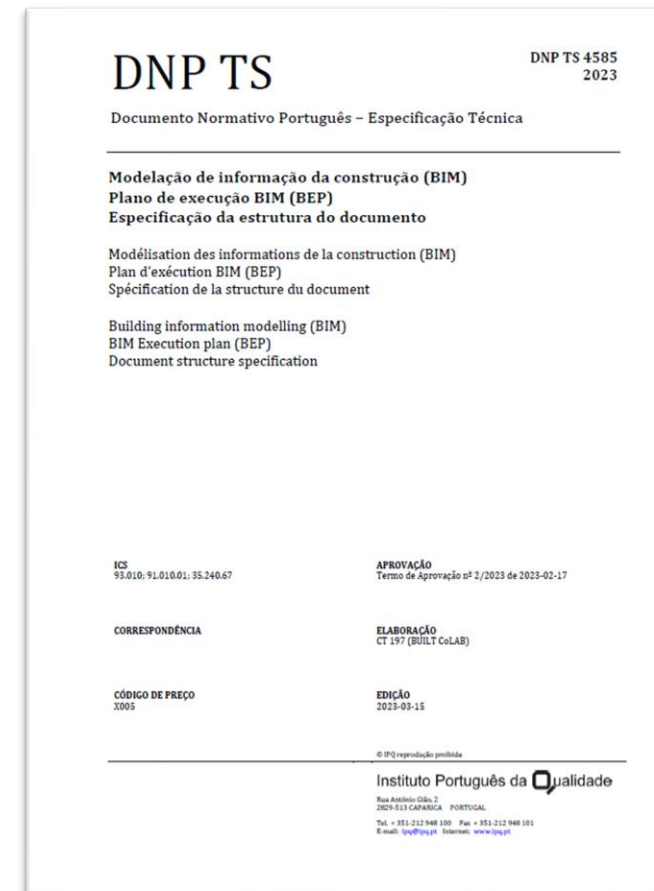 DNP TS
DNP TS 4585
2023
Documento Normativo Português – Especificação Técnica
Modelação de informação da construção (BIM)
Plano de execução BIM (BEP)
Especificação da estrutura do documento
Modélisation des informations de la construction (BIM)
Plan d'exécution BIM (BEP)
Spécification de la structure du document
Building information modelling (BIM)
BIM Execution plan (BEP)
Document structure specification
ICS
93.010; 91.010.01; 35.240.67
APROVAÇÃO
Termo de Aprovação nº 2/2023 de 2023-02-17
CORRESPONDÊNCIA
ELABORAÇÃO
CT 197 (BUILT CoLAB)
CÓDIGO DE PREÇO
X005
EDIÇÃO
2023-03-15
© IPQ reprodução proibida
Instituto Português da Qualidade
Rua António Gião, 2
2829-513 CAPARICA PORTUGAL
Tel. + 351-212 948 100 Fax + 351-212 948 101
E-mail: ipq@ipq.pt Internet: www.ipq.pt